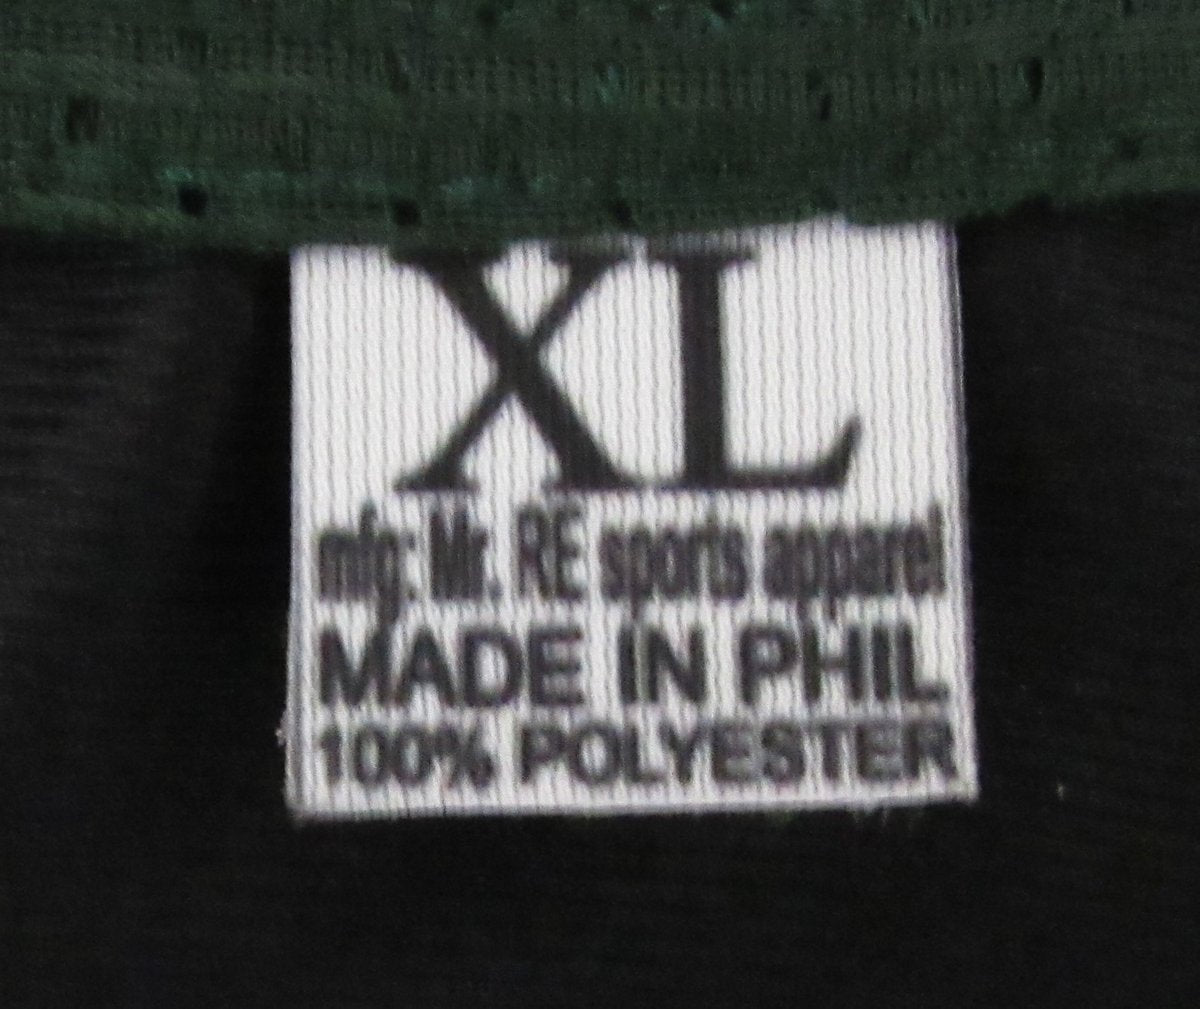 XL
mfg: Mr. RE sports apparel
MADE IN PHIL
100% POLYESTER